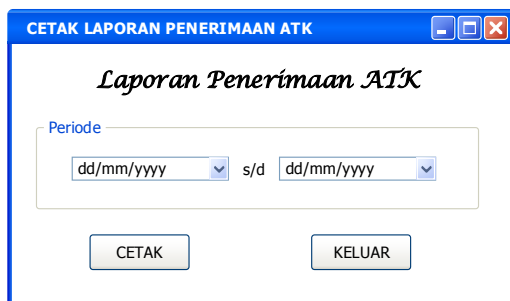 CETAK LAPORAN PENERIMAAN ATK
Laporan Penerimaan ATK
Periode
dd/mm/yyyy s/d dd/mm/yyyy
CETAK KELUAR